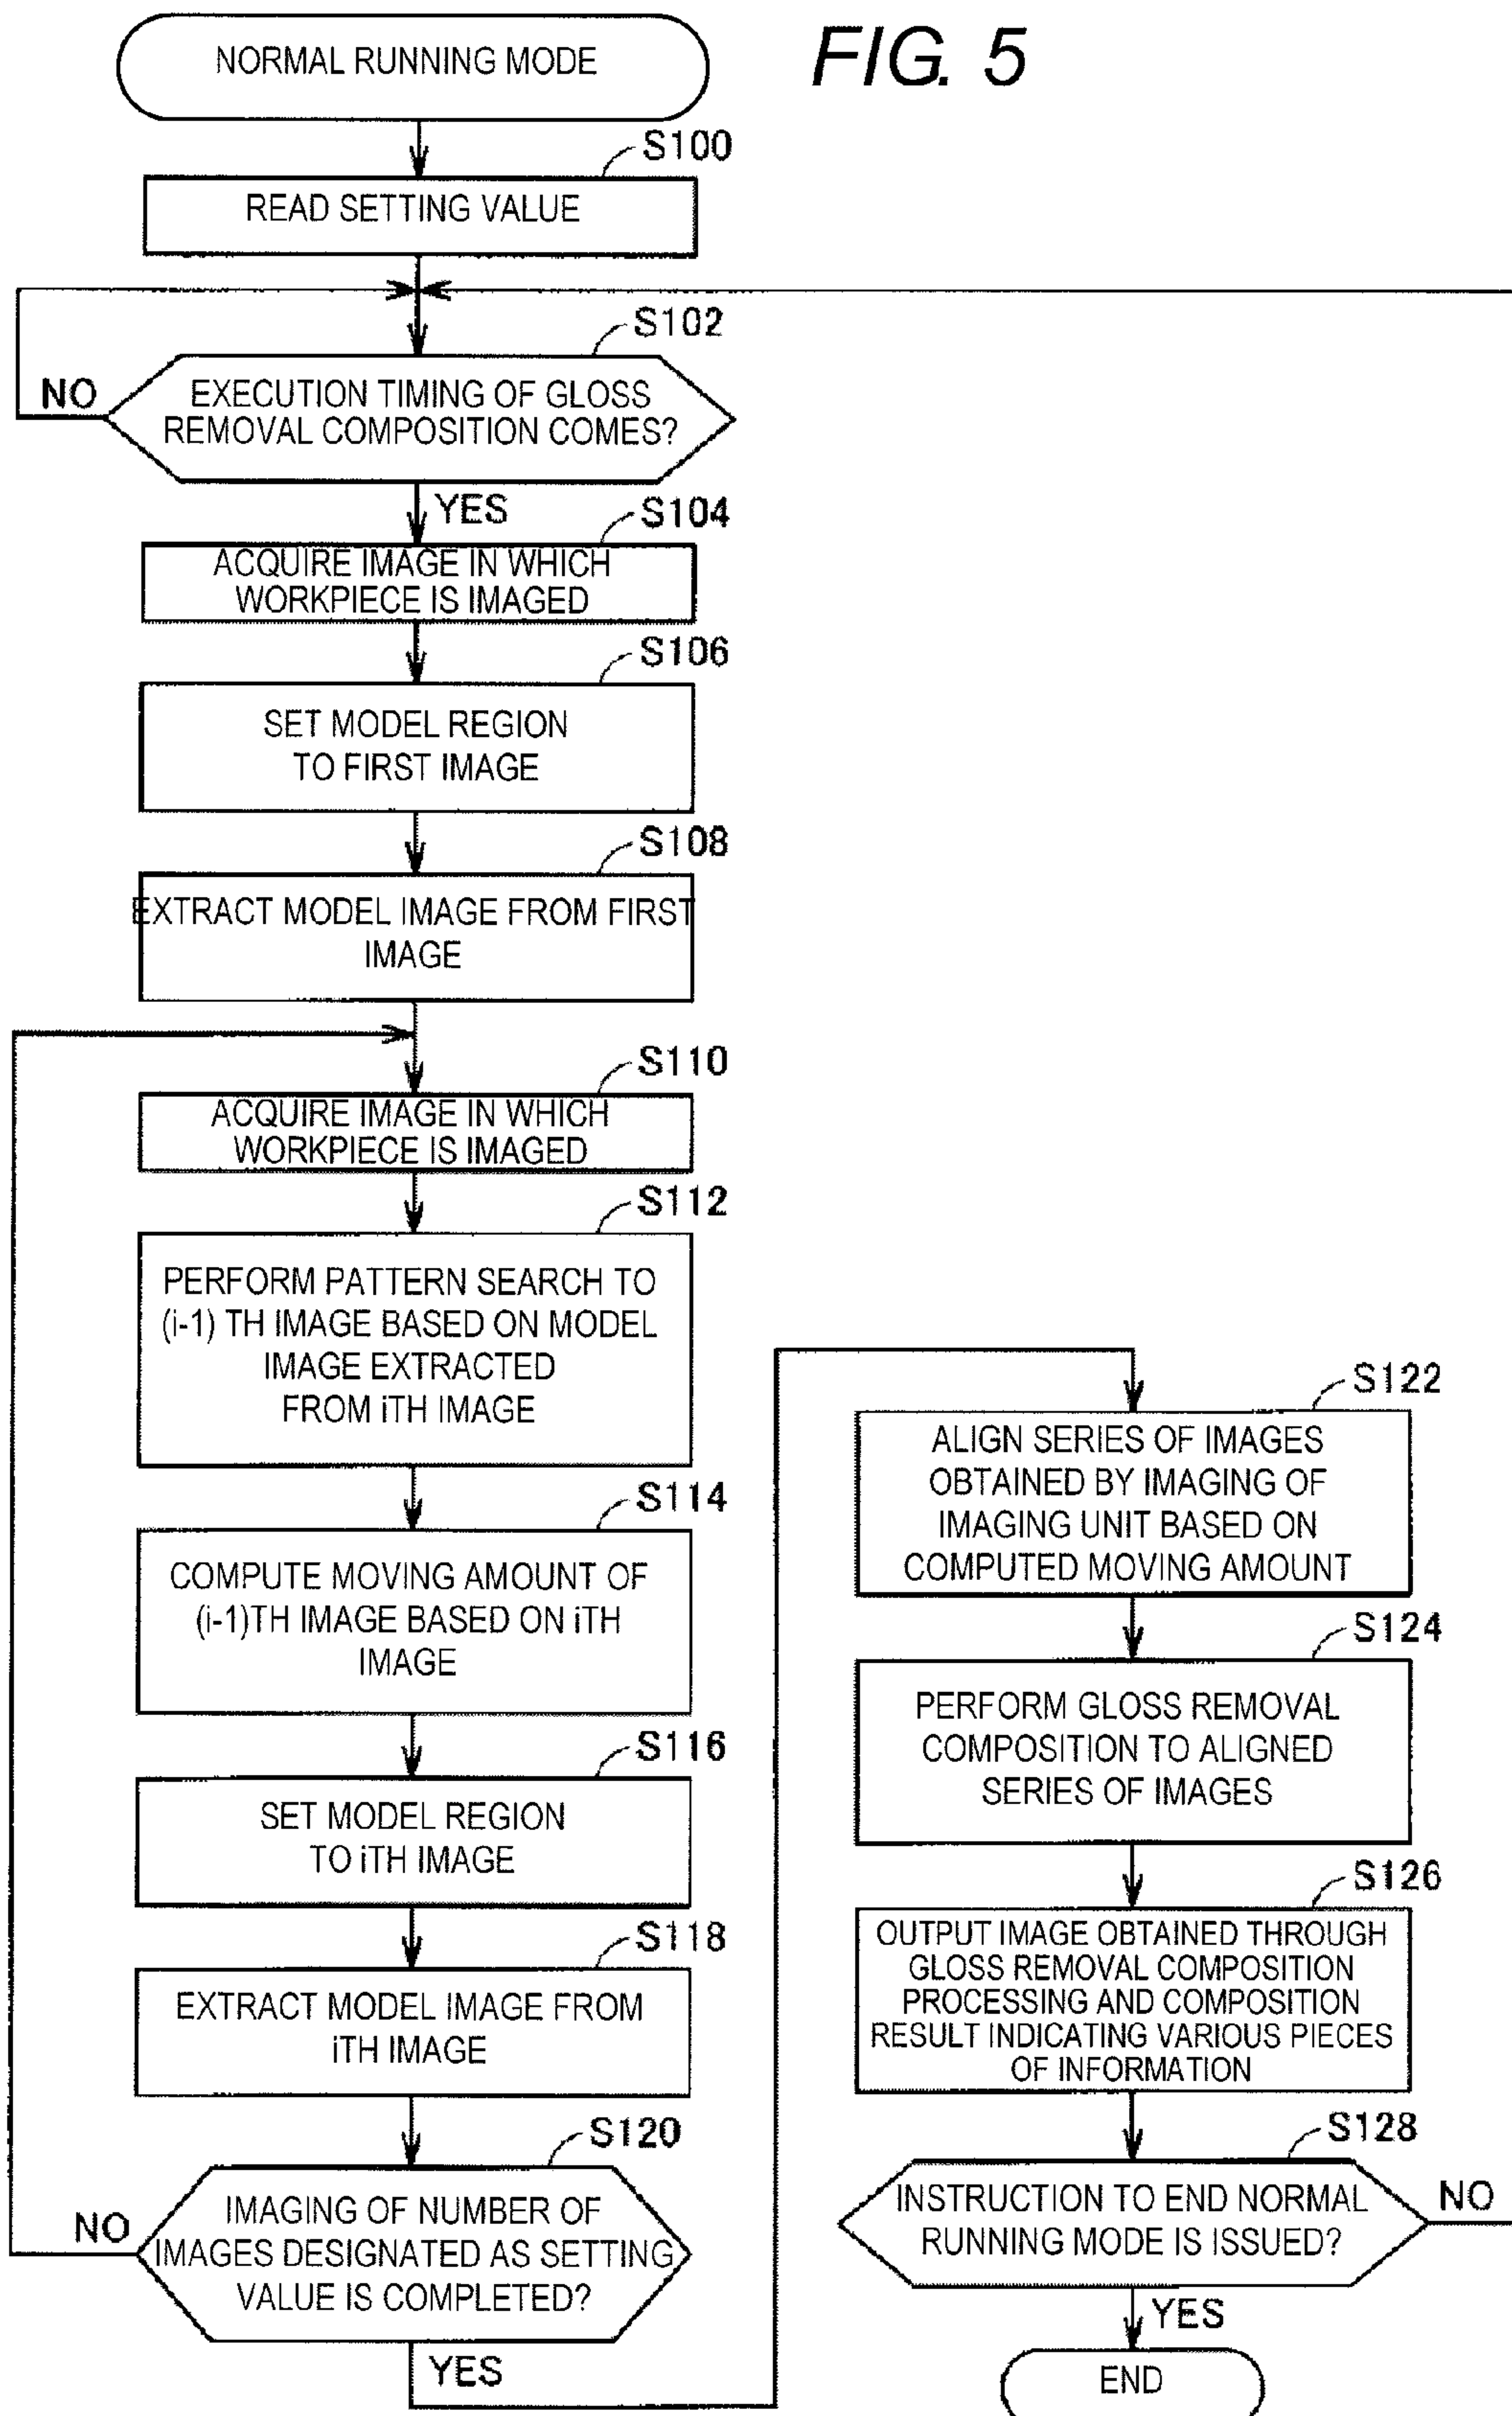 FIG. 5
NORMAL RUNNING MODE
S100
READ SETTING VALUE
S102
EXECUTION TIMING OF GLOSS
REMOVAL COMPOSITION COMES?
NO
YES
S104
ACQUIRE IMAGE IN WHICH
WORKPIECE IS IMAGED
S106
SET MODEL REGION
TO FIRST IMAGE
S108
EXTRACT MODEL IMAGE FROM FIRST
IMAGE
S110
ACQUIRE IMAGE IN WHICH
WORKPIECE IS IMAGED
S112
PERFORM PATTERN SEARCH TO
(i-1) TH IMAGE BASED ON MODEL
IMAGE EXTRACTED
FROM iTH IMAGE
S114
COMPUTE MOVING AMOUNT OF
(i-1)TH IMAGE BASED ON iTH
IMAGE
S116
SET MODEL REGION
TO iTH IMAGE
S118
EXTRACT MODEL IMAGE FROM
iTH IMAGE
S120
IMAGING OF NUMBER OF
IMAGES DESIGNATED AS SETTING
VALUE IS COMPLETED?
NO
YES
S122
ALIGN SERIES OF IMAGES
OBTAINED BY IMAGING OF
IMAGING UNIT BASED ON
COMPUTED MOVING AMOUNT
S124
PERFORM GLOSS REMOVAL
COMPOSITION TO ALIGNED
SERIES OF IMAGES
S126
OUTPUT IMAGE OBTAINED THROUGH
GLOSS REMOVAL COMPOSITION
PROCESSING AND COMPOSITION
RESULT INDICATING VARIOUS PIECES
OF INFORMATION
S128
INSTRUCTION TO END NORMAL
RUNNING MODE IS ISSUED?
NO
YES
END